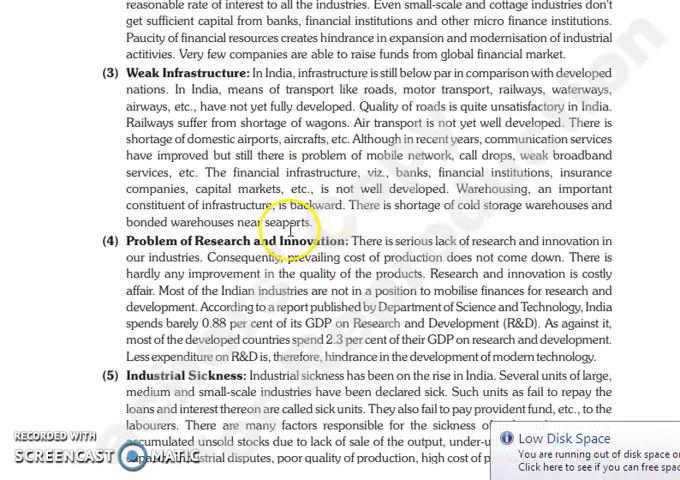 reasonable rate of interest to all the industries. Even small-scale and cottage industries don't
get sufficient capital from banks, financial institutions and other micro finance institutions.
Paucity of financial resources creates hindrance in expansion and modernisation of industrial
actitivies. Very few companies are able to raise funds from global financial market.
(3) Weak Infrastructure: In India, infrastructure is still below par in comparison with developed
nations. In India, means of transport like roads, motor transport, railways, waterways,
airways, etc., have not yet fully developed. Quality of roads is quite unsatisfactory in India.
Railways suffer from shortage of wagons. Air transport is not yet well developed. There is
shortage of domestic airports, aircrafts, etc. Although in recent years, communication services
have improved but still there is problem of mobile network, call drops, weak broadband
services, etc. The financial infrastructure, viz., banks, financial institutions, insurance
companies, capital markets, etc., is not well developed. Warehousing, an important
constituent of infrastructure, is backward. There is shortage of cold storage warehouses and
bonded warehouses near seaports.
(4) Problem of Research and Innovation: There is serious lack of research and innovation in
our industries. Consequently, prevailing cost of production does not come down. There is
hardly any improvement in the quality of the products. Research and innovation is costly
affair. Most of the Indian industries are not in a position to mobilise finances for research and
development. According to a report published by Department of Science and Technology, India
spends barely 0.88 per cent of its GDP on Research and Development (R&D). As against it,
most of the developed countries spend 2.3 per cent of their GDP on research and development.
Less expenditure on R&D is, therefore, hindrance in the development of modern technology.
(5) Industrial Sickness: Industrial sickness has been on the rise in India. Several units of large,
medium and small-scale industries have been declared sick. Such units as fail to repay the
loans and interest thereon are called sick units. They also fail to pay provident fund, etc., to the
labourers. There are many factors responsible for the sickness of
accumulated unsold stocks due to lack of sale of the output,
industrial disputes, poor quality of production, high cost of
RECORDED WITH
SCREENCAST MATIC
Low Disk Space
You are running out of disk space o
Click here to see if you can free spac